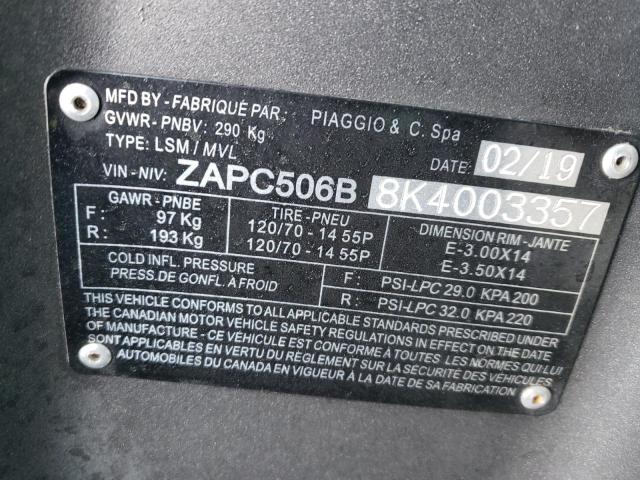 MFD BY - FABRIQUÉ PAR: PIAGGIO & C. Spa
GVWR - PNBV: 290 Kg
TYPE: LSM / MVL DATE: 02/19
VIN-NIV: ZAPC506B 8K4003357
GAWR - PNBE
F: 97 Kg
R: 193 Kg
TIRE - PNEU
120/70 - 14 55P
120/70 - 14 55P
DIMENSION RIM - JANTE
E-3.00X14
E-3.50X14
COLD INFL. PRESSURE
PRESS. DE GONFL. À FROID
F: PSI-LPC 29.0 KPA 200
R: PSI-LPC 32.0 KPA 220
THIS VEHICLE CONFORMS TO ALL APPLICABLE STANDARDS PRESCRIBED UNDER
THE CANADIAN MOTOR VEHICLE SAFETY REGULATIONS IN EFFECT ON THE DATE
OF MANUFACTURE - CE VÉHICULE EST CONFORME À TOUTES LES NORMES QUI LUI
SONT APPLICABLES EN VERTU DU RÈGLEMENT SUR LA SÉCURITÉ DES VÉHICULES
AUTOMOBILES DU CANADA EN VIGUEUR À LA DATE DE SA FABRICATION